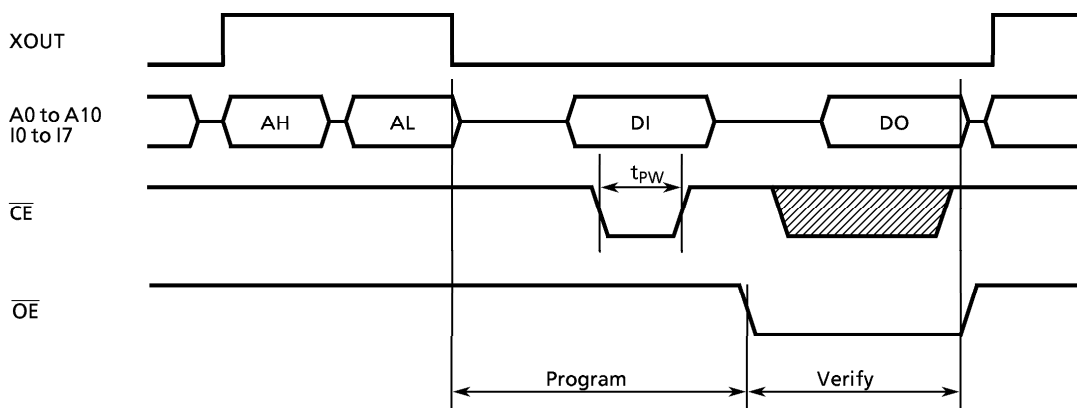 XOUT
A0 to A10
I0 to I7
AH
AL
DI
DO
tPW
CE
OE
Program
Verify